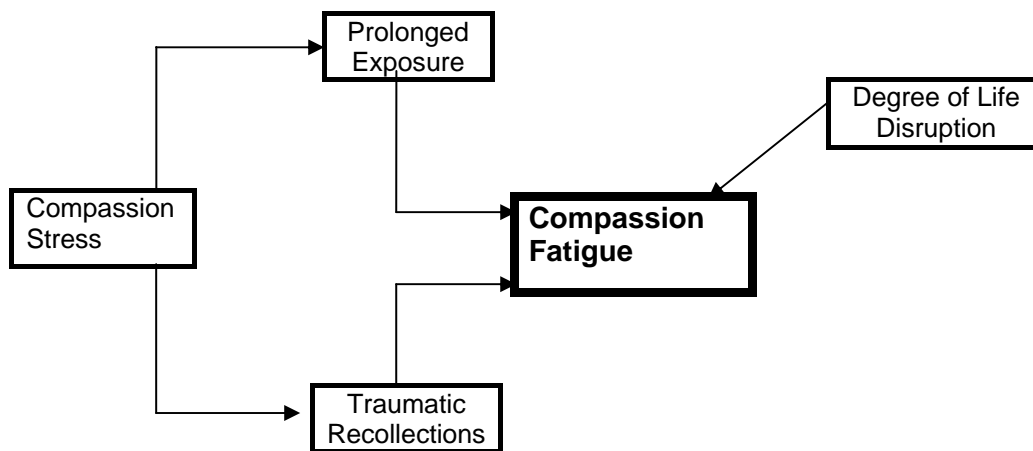 Prolonged
Exposure
Degree of Life
Disruption
Compassion
Stress
Compassion
Fatigue
Traumatic
Recollections